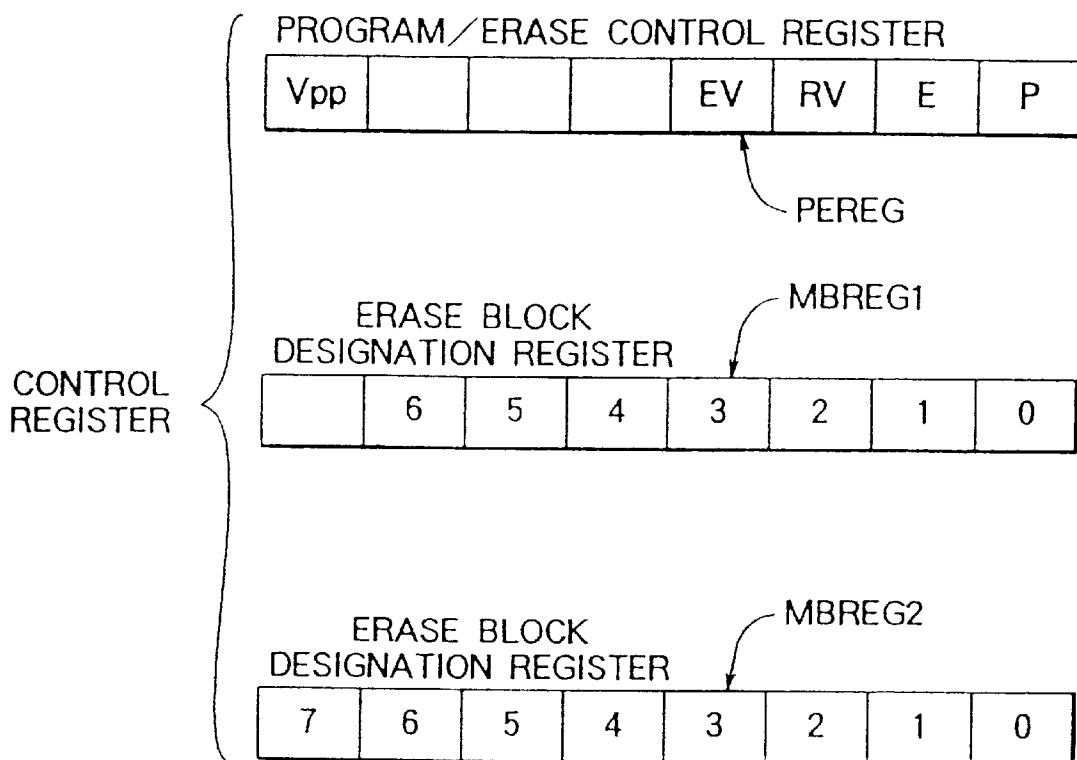 PROGRAM/ERASE CONTROL REGISTER
Vpp EV RV E P
PEREG
MBREG1
ERASE BLOCK
DESIGNATION REGISTER
6 5 4 3 2 1 0
CONTROL
REGISTER
MBREG2
ERASE BLOCK
DESIGNATION REGISTER
7 6 5 4 3 2 1 0